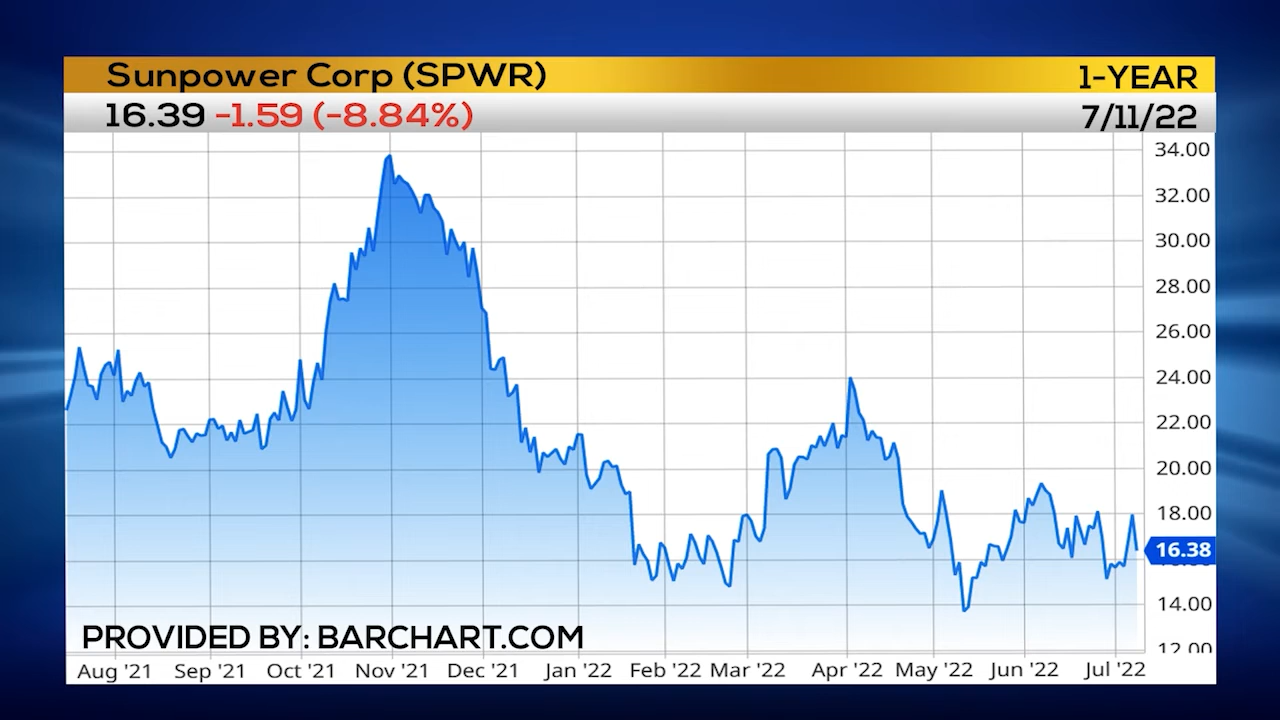 Sunpower Corp (SPWR)
1-YEAR
16.39 -1.59 (-8.84%)
7/11/22
34.00
32.00
30.00
28.00
26.00
24.00
22.00
20.00
18.00
16.38
14.00
12.00
PROVIDED BY: BARCHART.COM
Aug '21 Sep '21 Oct '21 Nov '21 Dec '21 Jan '22 Feb '22 Mar '22 Apr '22 May '22 Jun '22 Jul '22